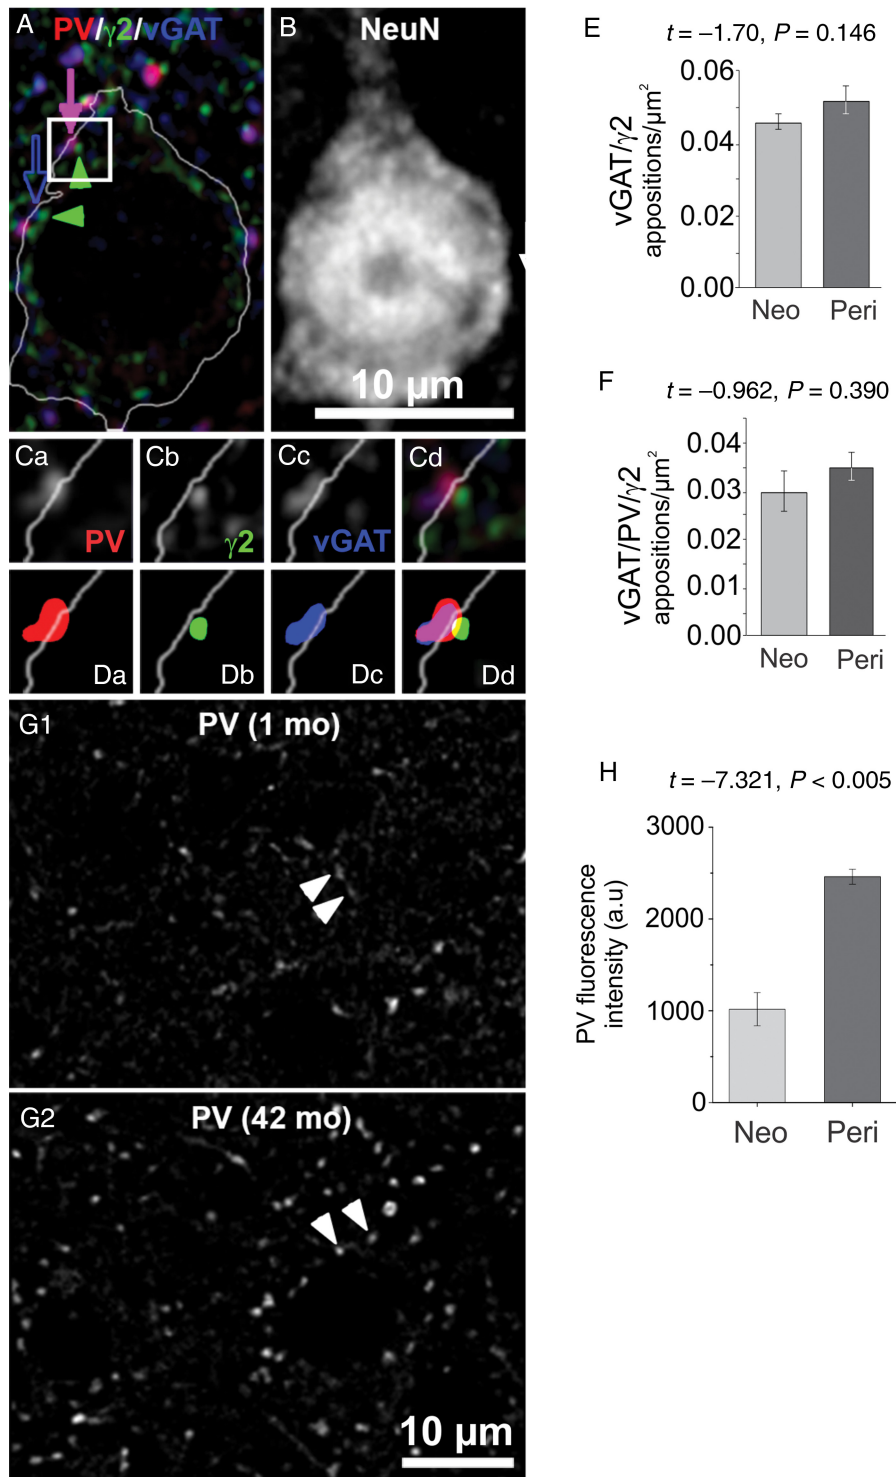 A PV/γ2/vGAT
B NeuN
10 µm
Ca PV
Cb γ2
Cc vGAT
Cd
Da
Db
Dc
Dd
G1 PV (1 mo)
G2 PV (42 mo)
10 µm
E
t = –1.70, P = 0.146
vGAT/γ2
appositions/µm²
0.06
0.04
0.02
0.00
Neo Peri
F
t = –0.962, P = 0.390
vGAT/PV/γ2
appositions/µm²
0.04
0.03
0.02
0.01
0.00
Neo Peri
H
t = –7.321, P < 0.005
PV fluorescence
intensity (a.u)
3000
2000
1000
0
Neo Peri